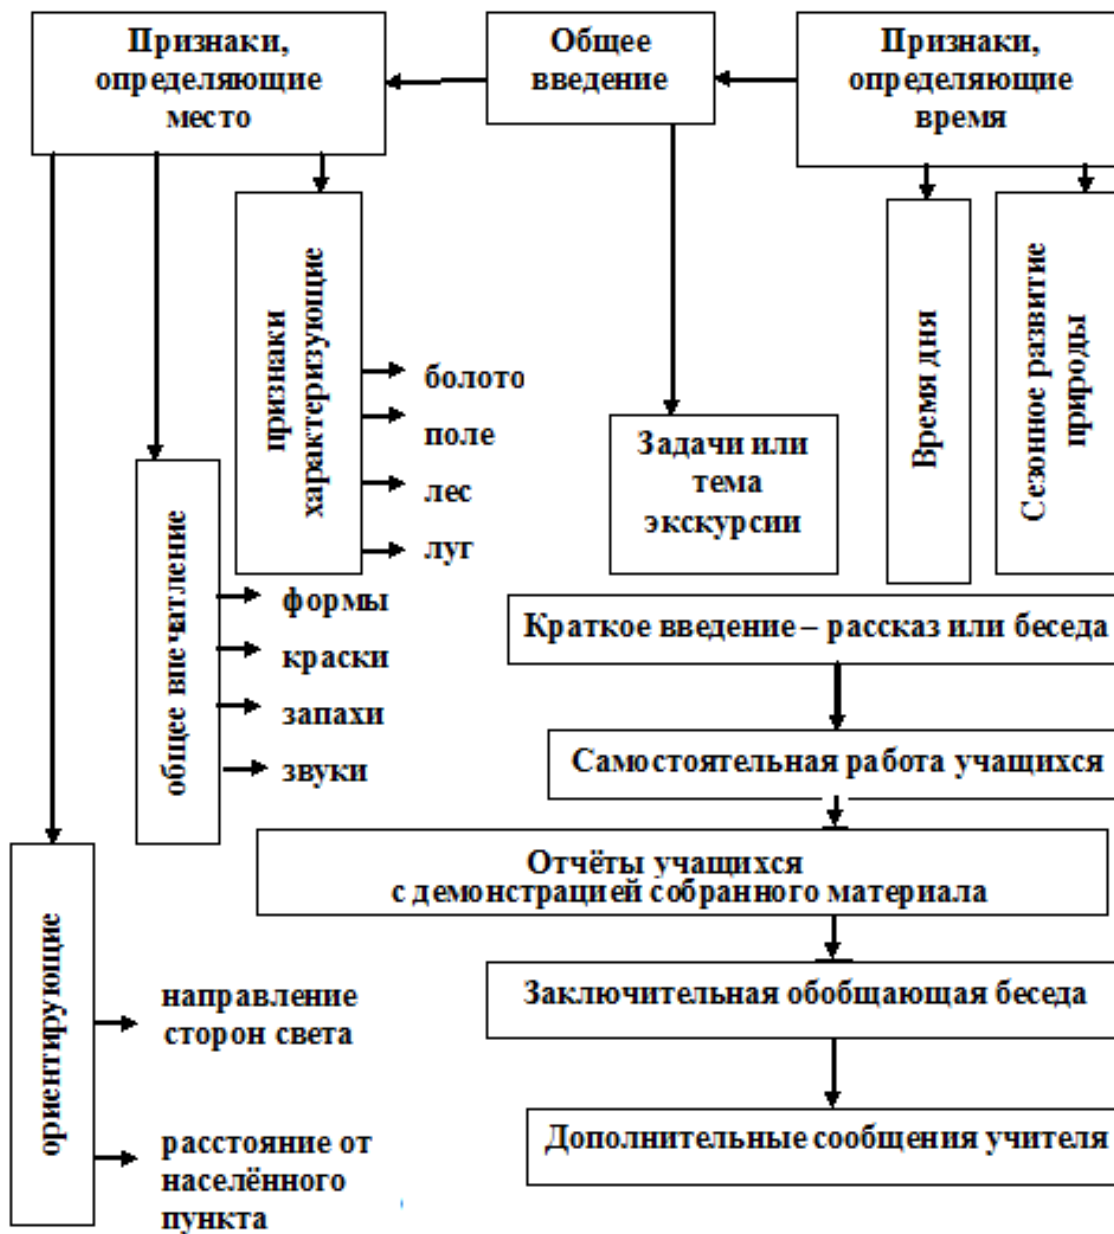 Признаки,
определяющие
место
Общее
введение
Признаки,
определяющие
время
признаки
характеризующие
болото
поле
лес
луг
Время дня
Сезонное развитие
природы
Задачи или
тема
экскурсии
общее впечатление
формы
краски
запахи
звуки
Краткое введение – рассказ или беседа
Самостоятельная работа учащихся
Отчёты учащихся
с демонстрацией собранного материала
Заключительная обобщающая беседа
Дополнительные сообщения учителя
ориентирующие
направление
сторон света
расстояние от
населённого
пункта